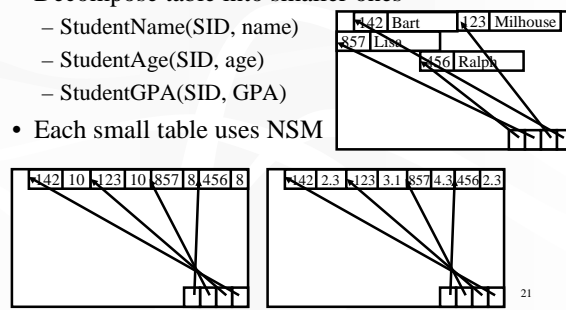 Decompose table into smaller ones
– StudentName(SID, name)
– StudentAge(SID, age)
– StudentGPA(SID, GPA)
• Each small table uses NSM
142 Bart 123 Milhouse
857 Lisa
456 Ralph
142 10 123 10 857 8 456 8
142 2.3 123 3.1 857 4.3 456 2.3
21